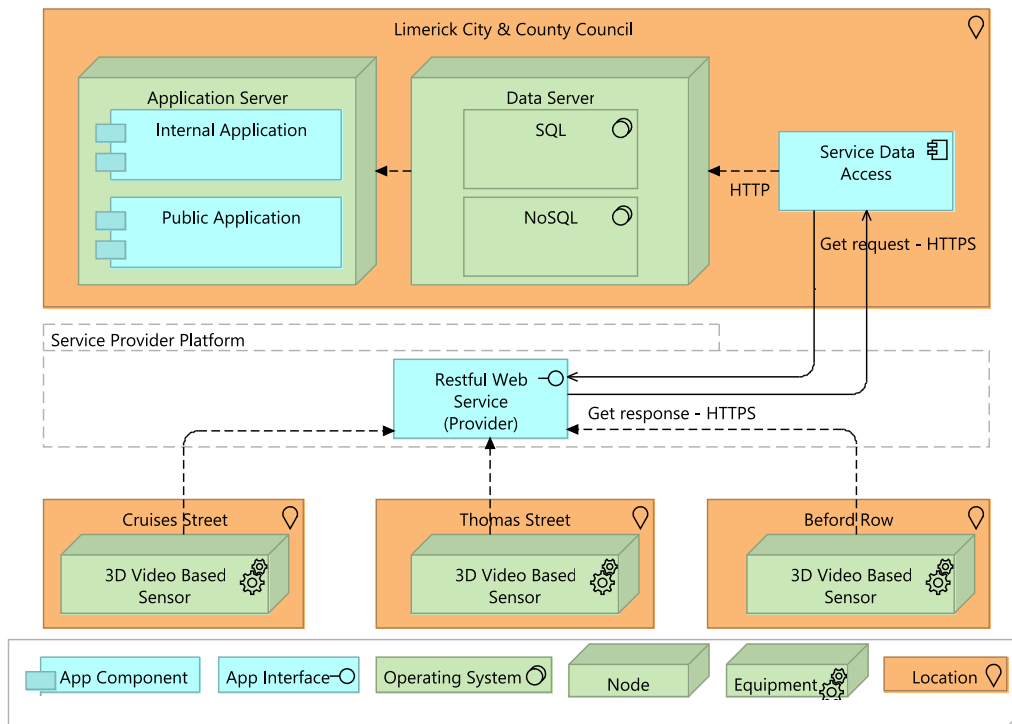 Limerick City & County Council
Application Server
Internal Application
Public Application
Data Server
SQL
NoSQL
HTTP
Service Data
Access
Get request - HTTPS
Service Provider Platform
Restful Web
Service
(Provider)
Get response - HTTPS
Cruises Street
3D Video Based
Sensor
Thomas Street
3D Video Based
Sensor
Beford Row
3D Video Based
Sensor
App Component
App Interface
Operating System
Node
Equipment
Location